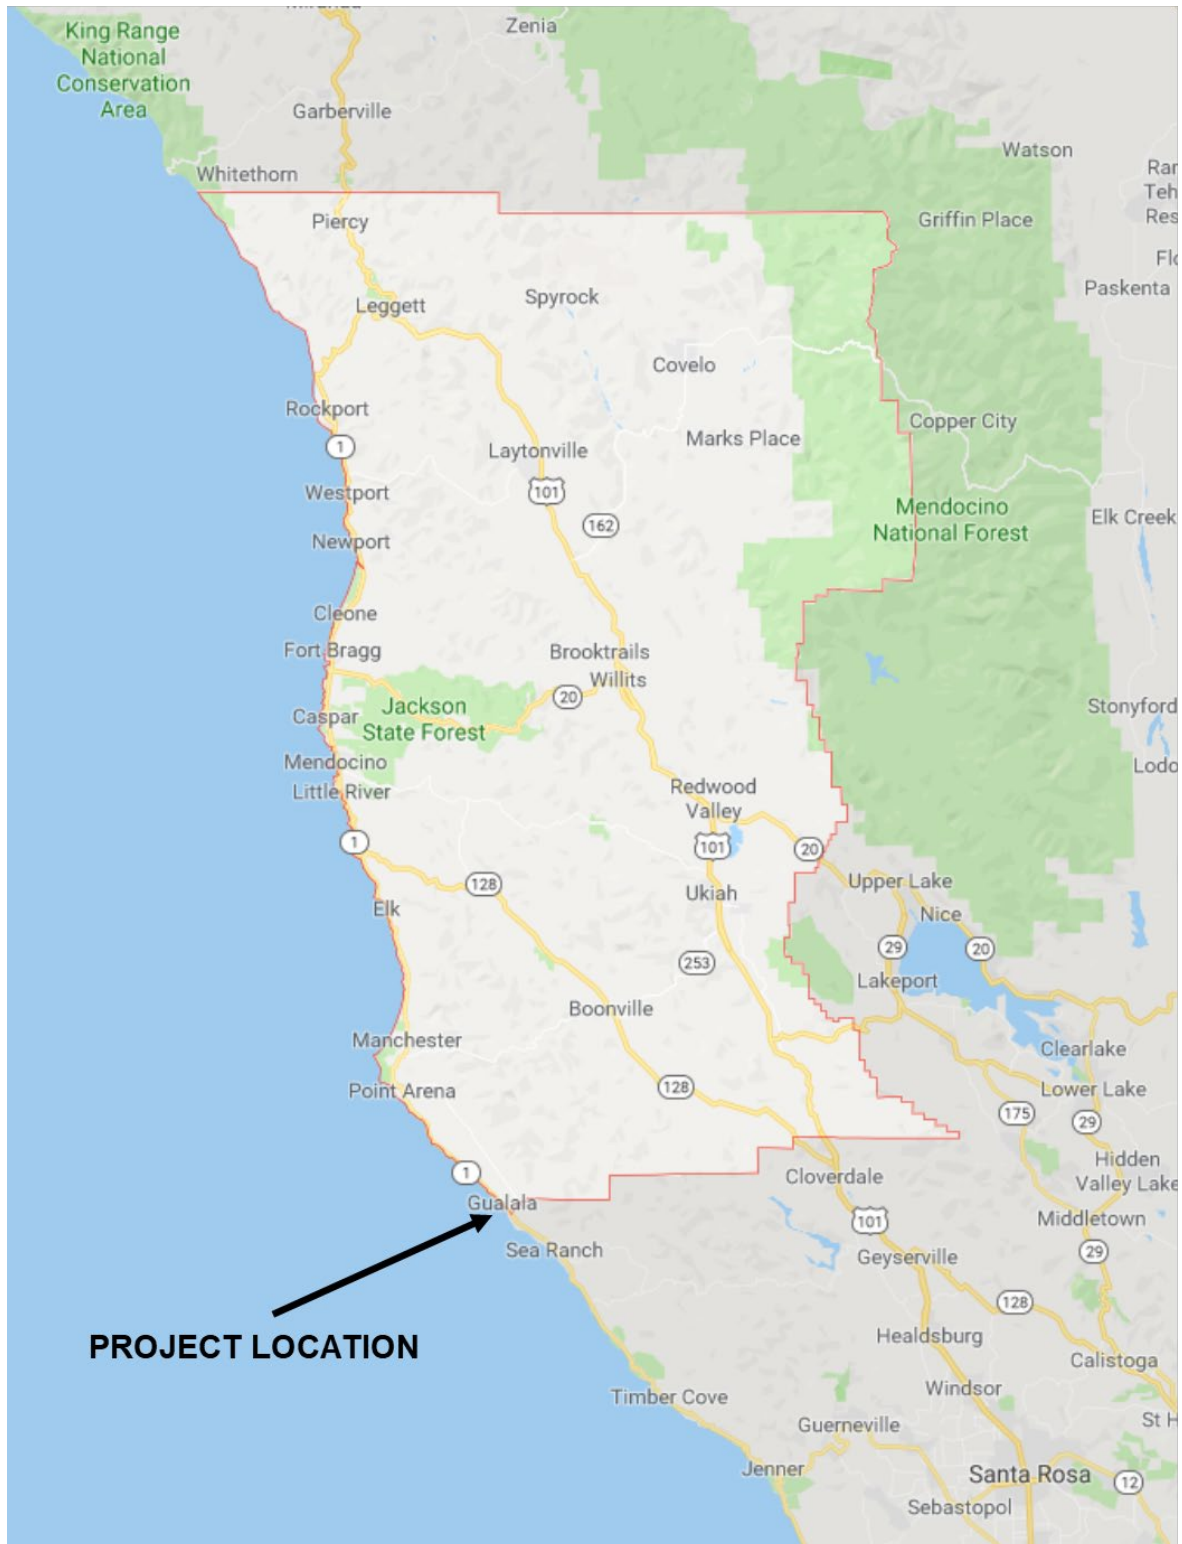 Zenia
King Range
National
Conservation
Area
Garberville
Watson
Whitethorn
Piercy
Griffin Place
Paskenta
Leggett
Spyrock
Covelo
Rockport
Copper City
Marks Place
1
Laytonville
Westport
101
Mendocino
National Forest
162
Elk Creek
Newport
Cleone
Fort Bragg
Brooktrails
Willits
20
Jackson
State Forest
Stonyford
Caspar
Mendocino
Little River
Redwood
Valley
1
101
20
128
Upper Lake
Ukiah
Elk
Nice
29
20
253
Lakeport
Boonville
Manchester
Clearlake
Point Arena
128
Lower Lake
175
29
1
Hidden
Valley Lake
Cloverdale
Gualala
Middletown
101
Sea Ranch
Geyserville
29
128
PROJECT LOCATION
Healdsburg
Calistoga
Windsor
Timber Cove
Guerneville
Jenner
Santa Rosa
12
Sebastopol